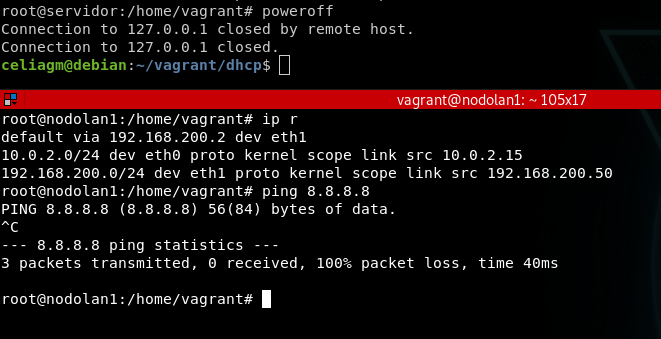 root@servidor:/home/vagrant# poweroff
Connection to 127.0.0.1 closed by remote host.
Connection to 127.0.0.1 closed.
celiagm@debian:~/vagrant/dhcp$
vagrant@nodolan1: ~ 105x17
root@nodolan1:/home/vagrant# ip r
default via 192.168.200.2 dev eth1
10.0.2.0/24 dev eth0 proto kernel scope link src 10.0.2.15
192.168.200.0/24 dev eth1 proto kernel scope link src 192.168.200.50
root@nodolan1:/home/vagrant# ping 8.8.8.8
PING 8.8.8.8 (8.8.8.8) 56(84) bytes of data.
^C
--- 8.8.8.8 ping statistics ---
3 packets transmitted, 0 received, 100% packet loss, time 40ms
root@nodolan1:/home/vagrant#